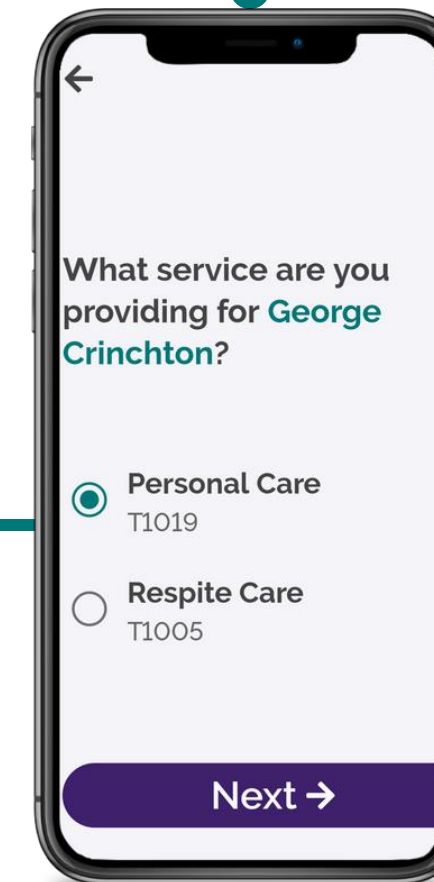 What service are you
providing for George
Crinchton?
Personal Care
T1019
Respite Care
T1005
Next →